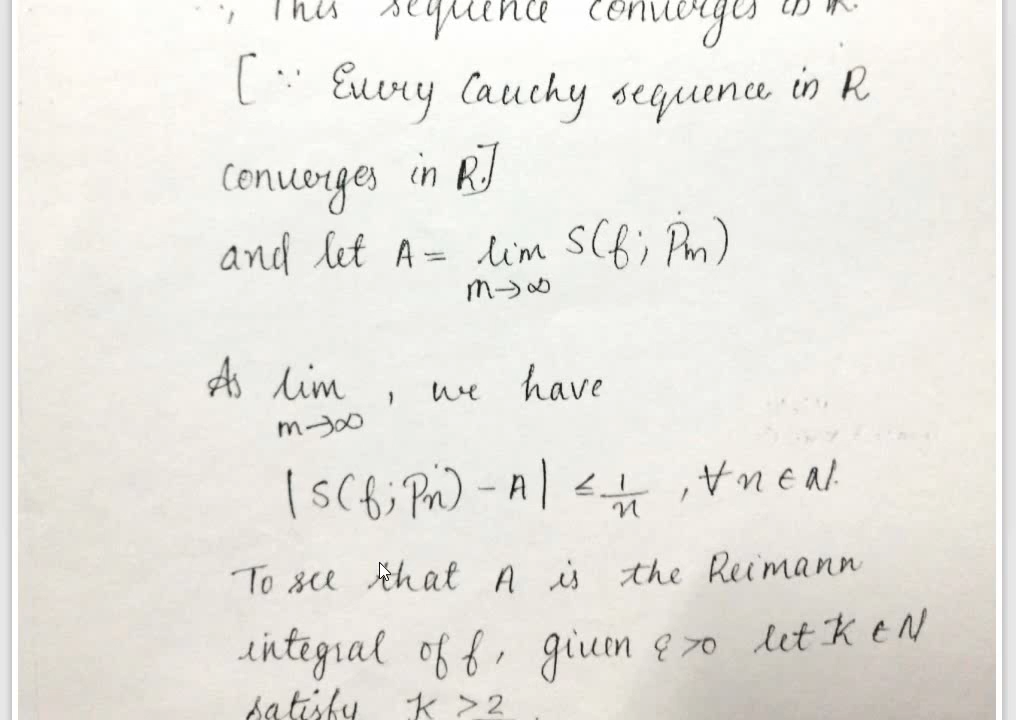 ∴, This sequence converges in R.
[∵ Every Cauchy sequence in R
converges in R.]
and let A = lim S(f; Ṗm)
m→∞
As lim , we have
m→∞
|S(f; Ṗn) - A| ≤ 1/n , ∀ n ∈ N.
To see that A is the Reimann
integral of f, given ε>0 let K ∈ N
satisfy K > 2